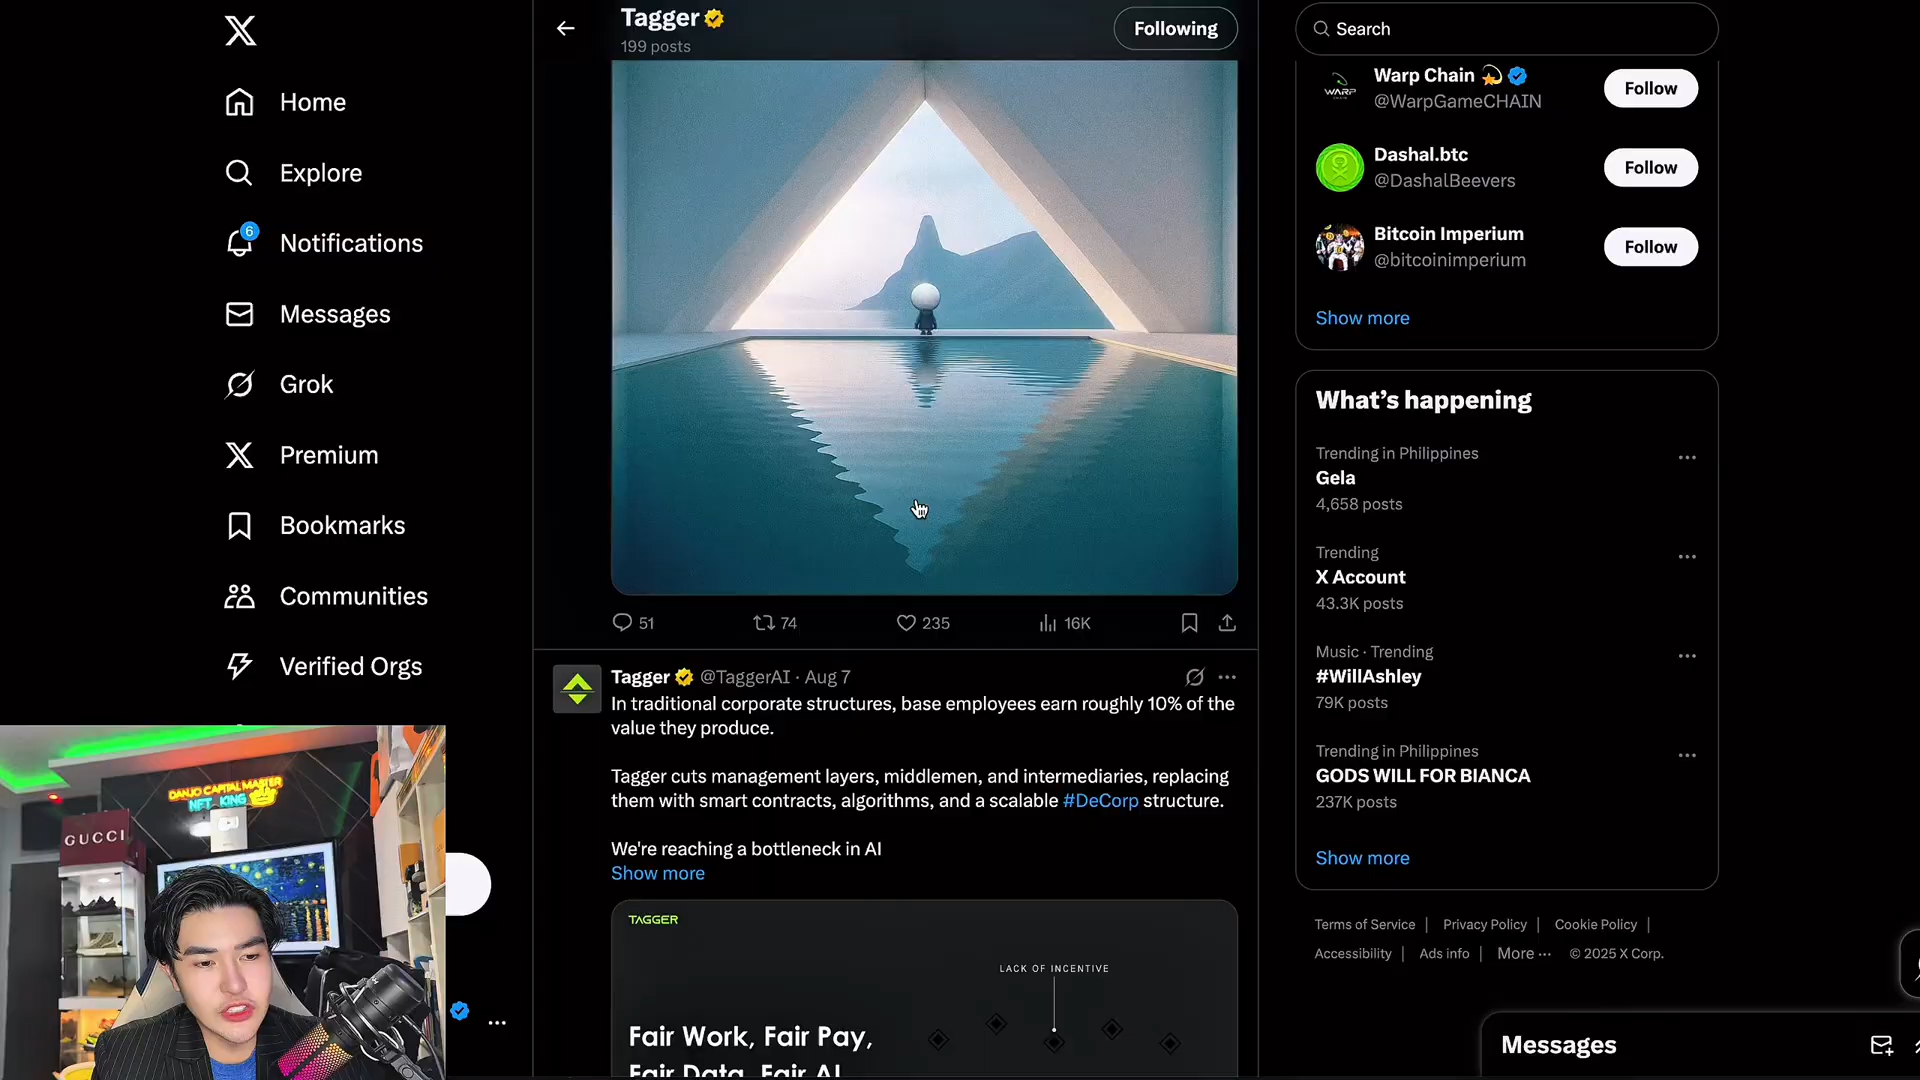 Home
Explore
6
Notifications
Messages
Grok
Premium
Bookmarks
Communities
Verified Orgs
DANJO CAPITAL MASTER
NFT KING
GUCCI
Tagger
199 posts
Following
51
74
235
16K
Tagger @TaggerAI · Aug 7
In traditional corporate structures, base employees earn roughly 10% of the
value they produce.
Tagger cuts management layers, middlemen, and intermediaries, replacing
them with smart contracts, algorithms, and a scalable #DeCorp structure.
We're reaching a bottleneck in AI
Show more
TAGGER
LACK OF INCENTIVE
Fair Work, Fair Pay,
Fair Data, Fair AI
Search
WARP
Warp Chain
@WarpGameCHAIN
Follow
Dashal.btc
@DashalBeevers
Follow
Bitcoin Imperium
@bitcoinimperium
Follow
Show more
What's happening
Trending in Philippines
Gela
4,658 posts
Trending
X Account
43.3K posts
Music · Trending
#WillAshley
79K posts
Trending in Philippines
GODS WILL FOR BIANCA
237K posts
Show more
Terms of Service | Privacy Policy | Cookie Policy |
Accessibility | Ads info | More ··· © 2025 X Corp.
Messages